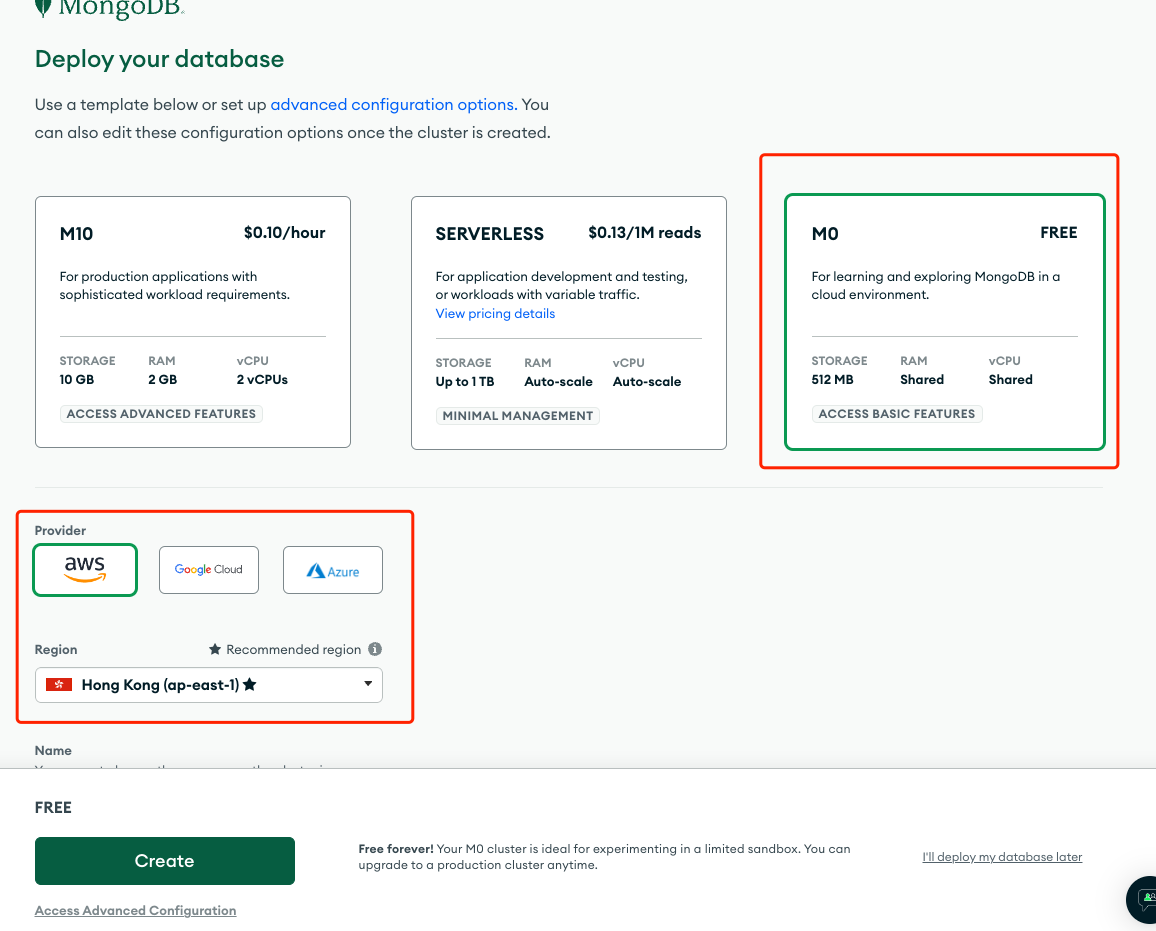 MongoDB.
Deploy your database
Use a template below or set up advanced configuration options. You
can also edit these configuration options once the cluster is created.
M10 $0.10/hour
For production applications with
sophisticated workload requirements.
STORAGE RAM vCPU
10 GB 2 GB 2 vCPUs
ACCESS ADVANCED FEATURES
SERVERLESS $0.13/1M reads
For application development and testing,
or workloads with variable traffic.
View pricing details
STORAGE RAM vCPU
Up to 1 TB Auto-scale Auto-scale
MINIMAL MANAGEMENT
M0 FREE
For learning and exploring MongoDB in a
cloud environment.
STORAGE RAM vCPU
512 MB Shared Shared
ACCESS BASIC FEATURES
Provider
aws Google Cloud Azure
Region ★ Recommended region
Hong Kong (ap-east-1) ★
Name
FREE
Create
Free forever! Your M0 cluster is ideal for experimenting in a limited sandbox. You can
upgrade to a production cluster anytime.
I'll deploy my database later
Access Advanced Configuration